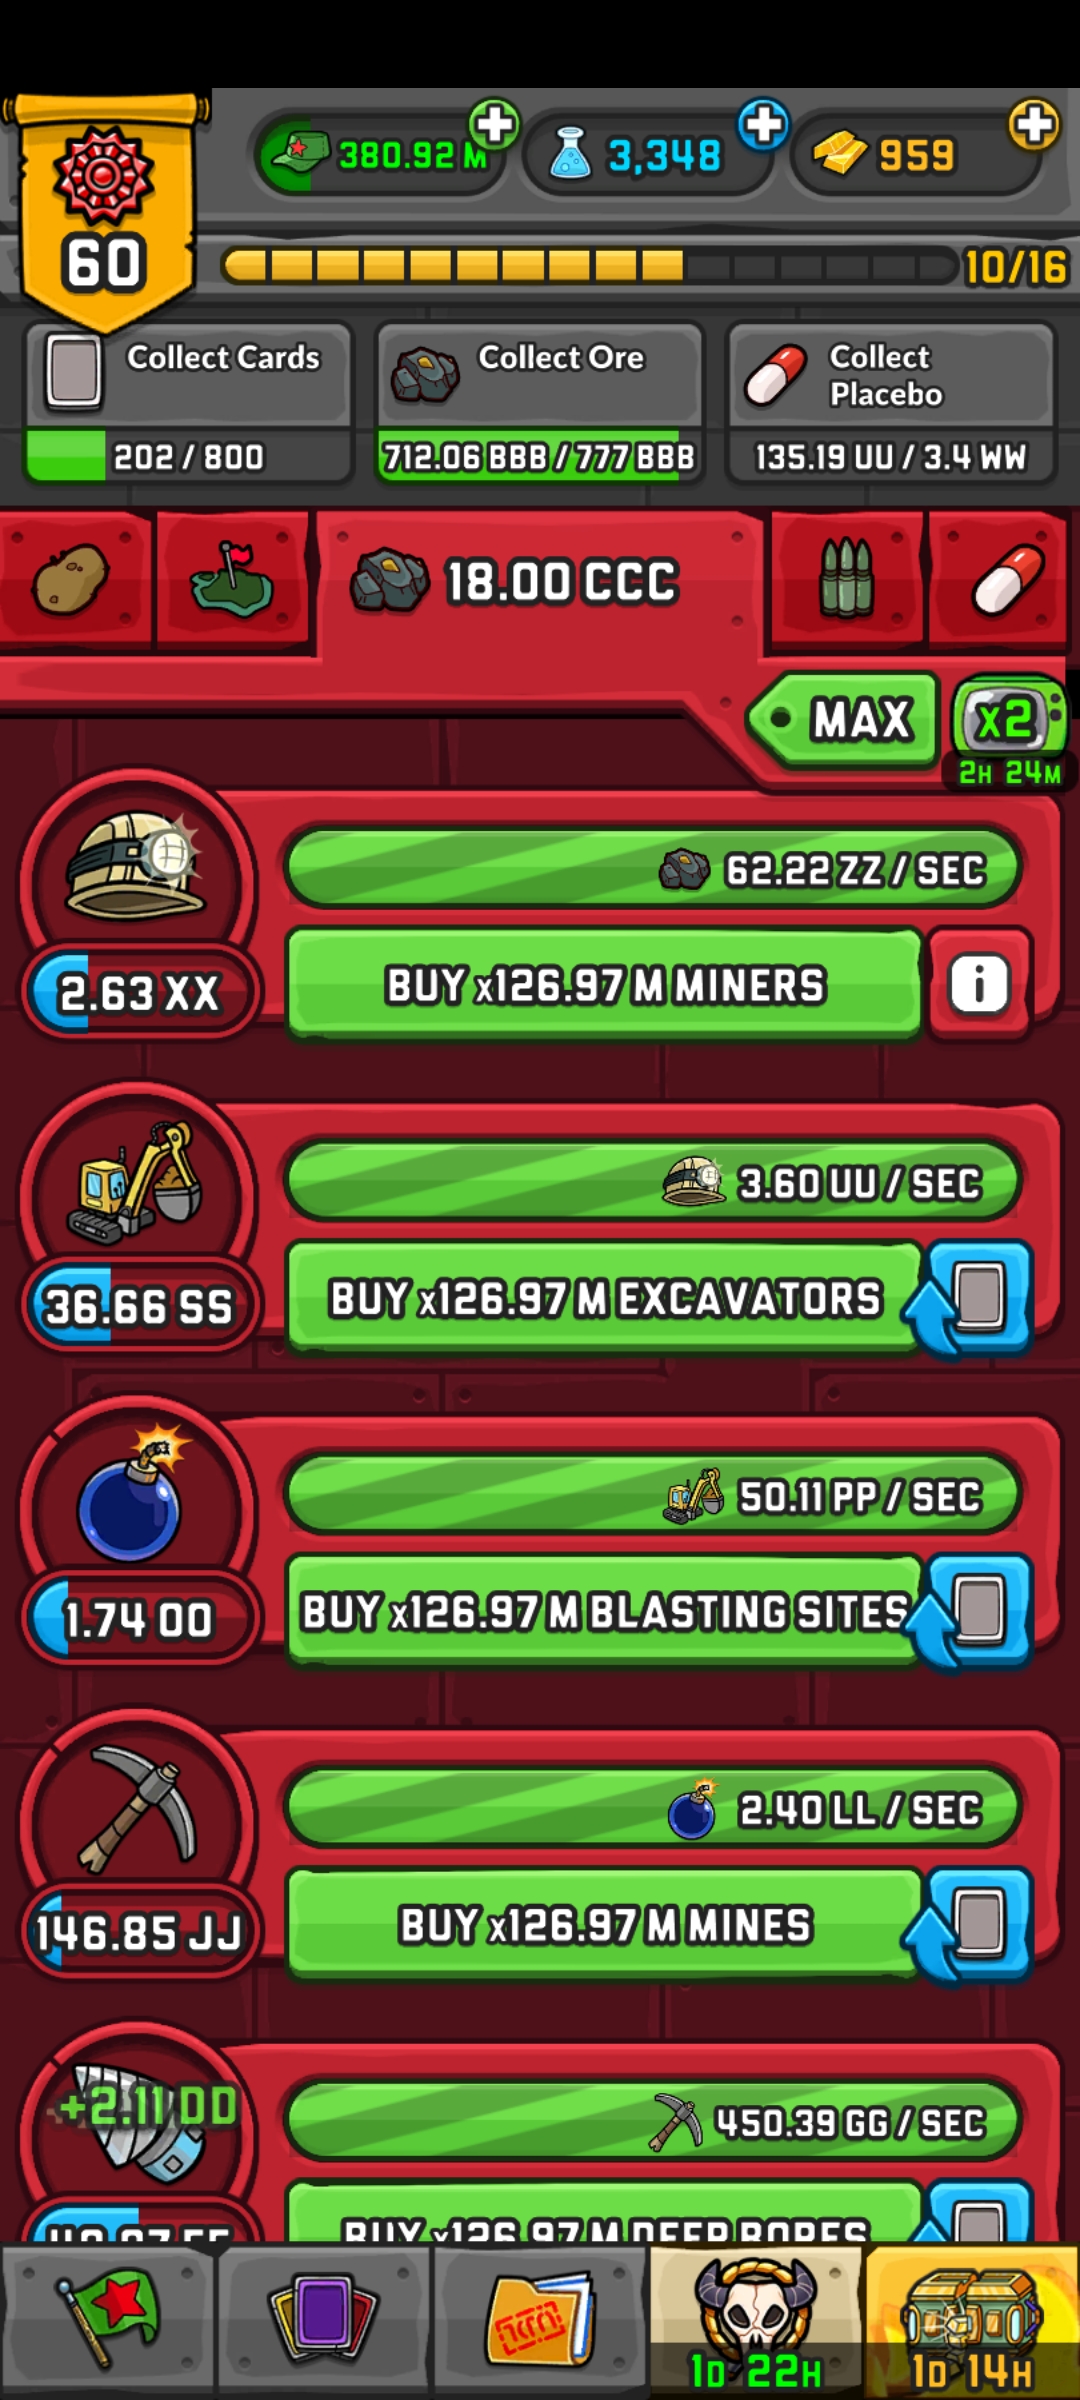 380.92 M
3,348
959
60
10/16
Collect Cards
202 / 800
Collect Ore
712.06 BBB / 777 BBB
Collect
Placebo
135.19 UU / 3.4 WW
18.00 CCC
MAX
x2
2H 24M
62.22 ZZ / SEC
2.63 XX
BUY x126.97 M MINERS
i
3.60 UU / SEC
36.66 SS
BUY x126.97 M EXCAVATORS
50.11 PP / SEC
1.74 OO
BUY x126.97 M BLASTING SITES
2.40 LL / SEC
146.85 JJ
BUY x126.97 M MINES
+2.11 DD
450.39 GG / SEC
BUY x126.97 M DEEP BORES
1D 22H
1D 14H